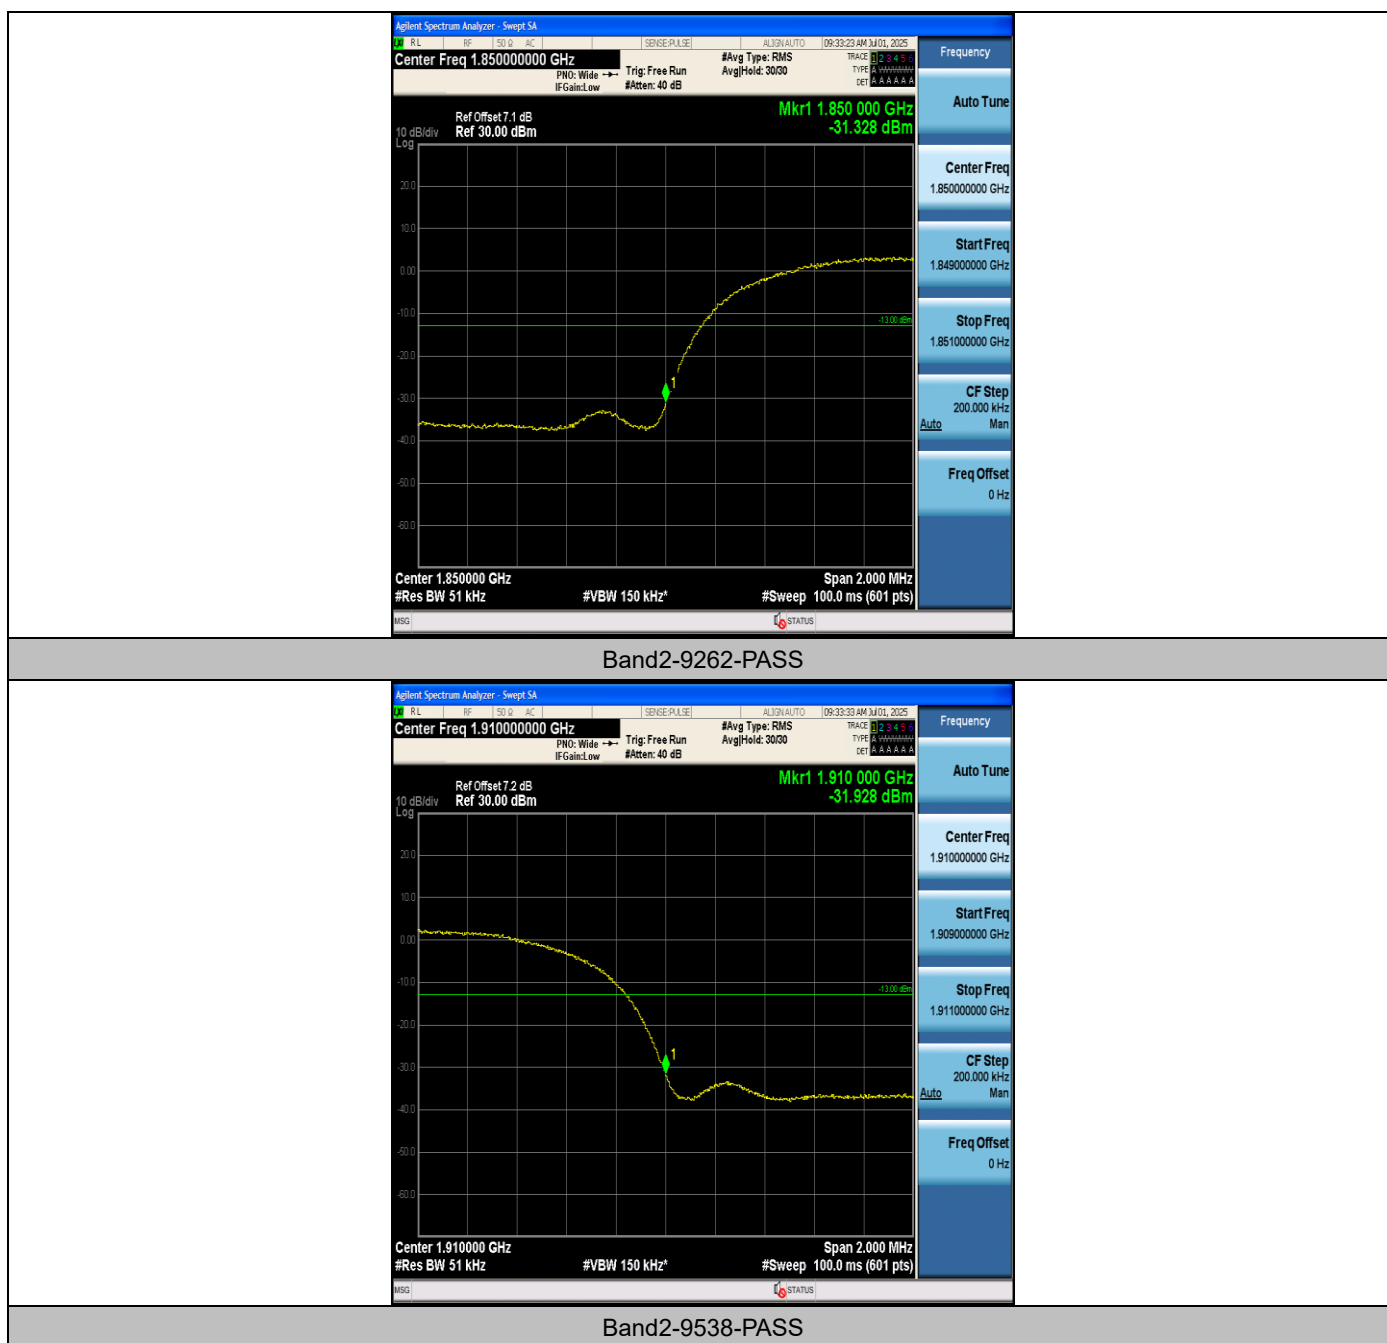 Agilent Spectrum Analyzer - Swept SA
RL RF 50 Ω AC SENSE:PULSE ALIGN AUTO 09:33:23 AM Jul 01, 2025
Center Freq 1.850000000 GHz
PNO: Wide
IFGain:Low
Trig: Free Run
#Atten: 40 dB
#Avg Type: RMS
Avg|Hold: 30/30
TRACE 1 2 3 4 5 6
TYPE A
DET A A A A A A
Mkr1 1.850 000 GHz
-31.328 dBm
Ref Offset 7.1 dB
10 dB/div Ref 30.00 dBm
Log
20.0
10.0
0.00
-10.0
-13.00 dBm
-20.0
1
-30.0
-40.0
-50.0
-60.0
Center 1.850000 GHz Span 2.000 MHz
#Res BW 51 kHz #VBW 150 kHz* #Sweep 100.0 ms (601 pts)
MSG STATUS
Frequency
Auto Tune
Center Freq
1.850000000 GHz
Start Freq
1.849000000 GHz
Stop Freq
1.851000000 GHz
CF Step
200.000 kHz
Auto Man
Freq Offset
0 Hz
Band2-9262-PASS
Agilent Spectrum Analyzer - Swept SA
RL RF 50 Ω AC SENSE:PULSE ALIGN AUTO 09:33:33 AM Jul 01, 2025
Center Freq 1.910000000 GHz
PNO: Wide
IFGain:Low
Trig: Free Run
#Atten: 40 dB
#Avg Type: RMS
Avg|Hold: 30/30
TRACE 1 2 3 4 5 6
TYPE A
DET A A A A A A
Mkr1 1.910 000 GHz
-31.928 dBm
Ref Offset 7.2 dB
10 dB/div Ref 30.00 dBm
Log
20.0
10.0
0.00
-10.0
-13.00 dBm
-20.0
1
-30.0
-40.0
-50.0
-60.0
Center 1.910000 GHz Span 2.000 MHz
#Res BW 51 kHz #VBW 150 kHz* #Sweep 100.0 ms (601 pts)
MSG STATUS
Frequency
Auto Tune
Center Freq
1.910000000 GHz
Start Freq
1.909000000 GHz
Stop Freq
1.911000000 GHz
CF Step
200.000 kHz
Auto Man
Freq Offset
0 Hz
Band2-9538-PASS